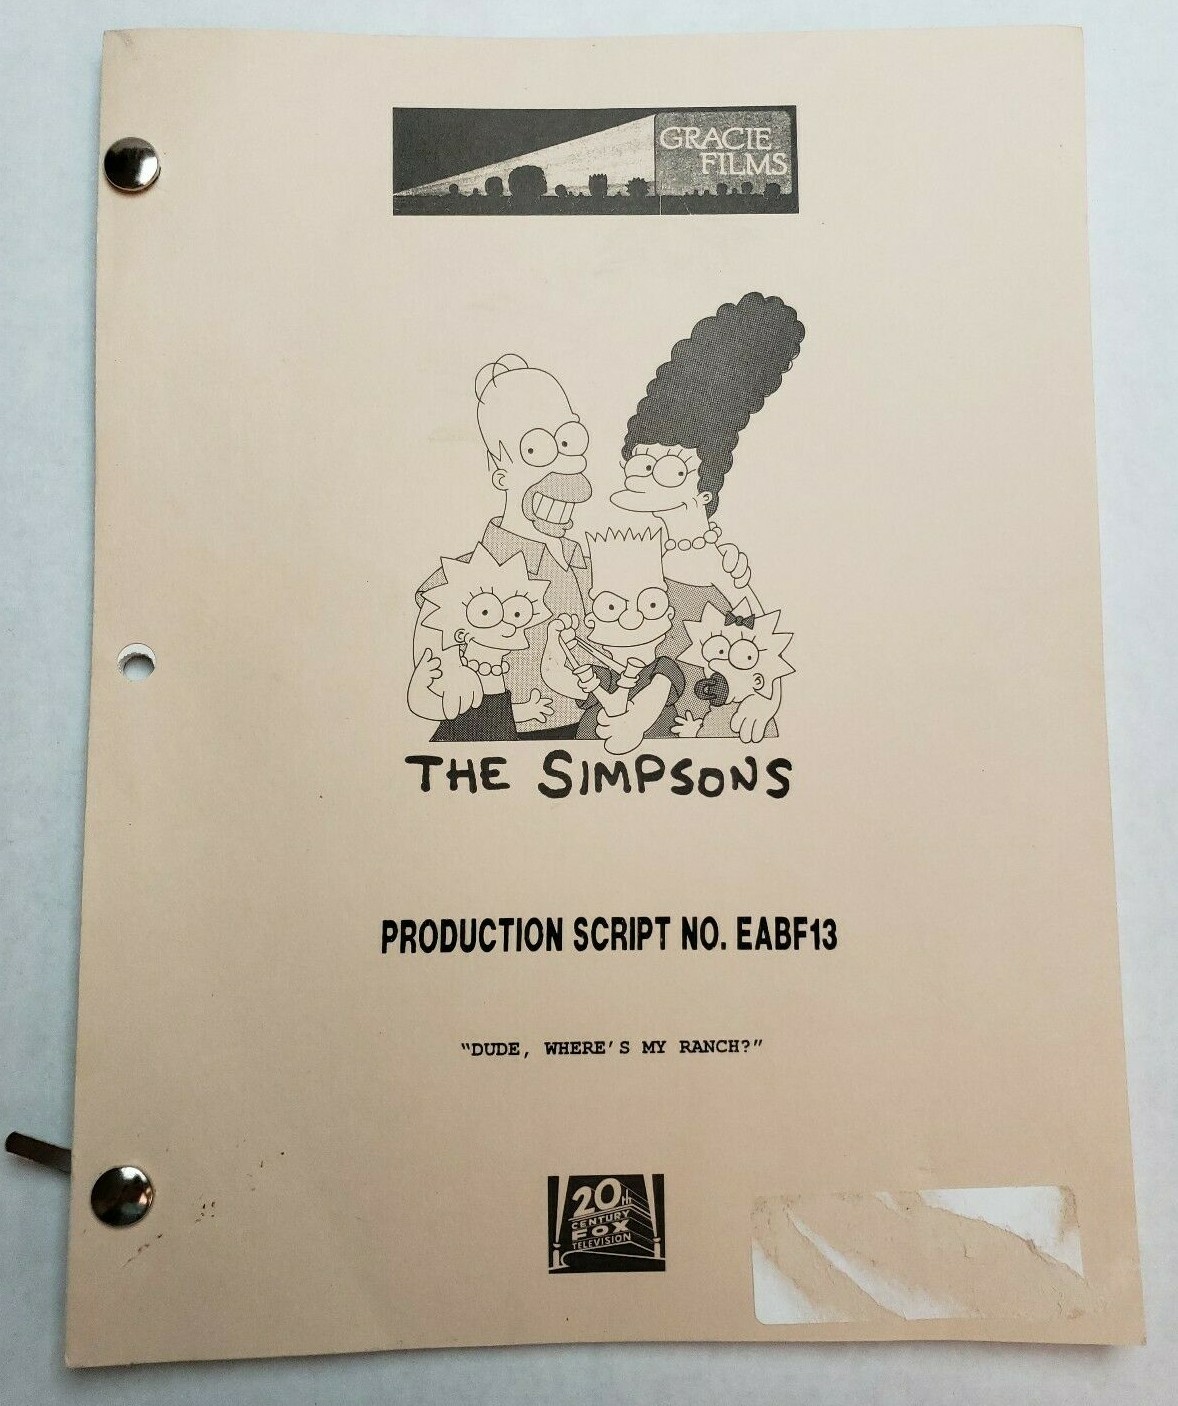 GRACIE
FILMS
THE SIMPSONS
PRODUCTION SCRIPT NO. EABF13
“DUDE, WHERE'S MY RANCH?”
20th
CENTURY
FOX
TELEVISION